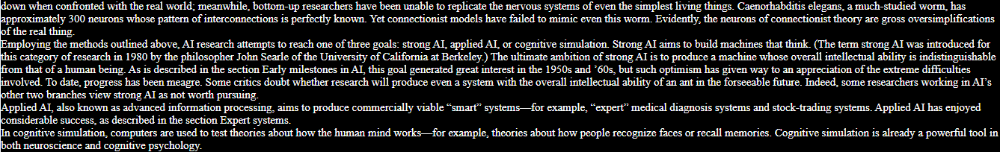 down when confronted with the real world; meanwhile, bottom-up researchers have been unable to replicate the nervous systems of even the simplest living things. Caenorhabditis elegans, a much-studied worm, has
approximately 300 neurons whose pattern of interconnections is perfectly known. Yet connectionist models have failed to mimic even this worm. Evidently, the neurons of connectionist theory are gross oversimplifications
of the real thing.
Employing the methods outlined above, AI research attempts to reach one of three goals: strong AI, applied AI, or cognitive simulation. Strong AI aims to build machines that think. (The term strong AI was introduced for
this category of research in 1980 by the philosopher John Searle of the University of California at Berkeley.) The ultimate ambition of strong AI is to produce a machine whose overall intellectual ability is indistinguishable
from that of a human being. As is described in the section Early milestones in AI, this goal generated great interest in the 1950s and ’60s, but such optimism has given way to an appreciation of the extreme difficulties
involved. To date, progress has been meagre. Some critics doubt whether research will produce even a system with the overall intellectual ability of an ant in the forseeable future. Indeed, some researchers working in AI’s
other two branches view strong AI as not worth pursuing.
Applied AI, also known as advanced information processing, aims to produce commercially viable “smart” systems—for example, “expert” medical diagnosis systems and stock-trading systems. Applied AI has enjoyed
considerable success, as described in the section Expert systems.
In cognitive simulation, computers are used to test theories about how the human mind works—for example, theories about how people recognize faces or recall memories. Cognitive simulation is already a powerful tool in
both neuroscience and cognitive psychology.